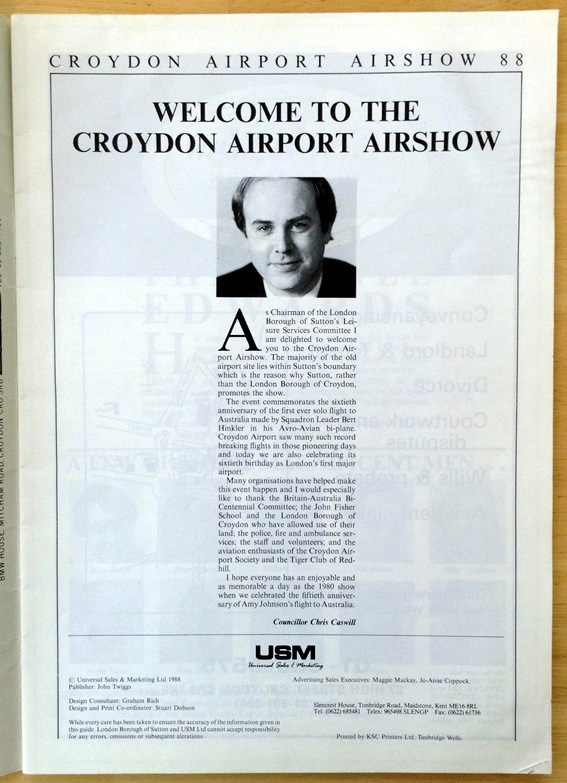 CROYDON AIRPORT AIRSHOW 88
WELCOME TO THE
CROYDON AIRPORT AIRSHOW
As Chairman of the London
Borough of Sutton's Lei-
sure Services Committee I
am delighted to welcome
you to the Croydon Air-
port Airshow. The majority of the old
airport site lies within Sutton's boundary
which is the reason why Sutton, rather
than the London Borough of Croydon,
promotes the show.
The event commemorates the sixtieth
anniversary of the first ever solo flight to
Australia made by Squadron Leader Bert
Hinkler in his Avro-Avian bi-plane.
Croydon Airport saw many such record
breaking flights in those pioneering days
and today we are also celebrating its
sixtieth birthday as London's first major
airport.
Many organisations have helped make
this event happen and I would especially
like to thank the Britain-Australia Bi-
Centennial Committee; the John Fisher
School and the London Borough of
Croydon who have allowed use of their
land; the police, fire and ambulance ser-
vices; the staff and volunteers; and the
aviation enthusiasts of the Croydon Air-
port Society and the Tiger Club of Red-
hill.
I hope everyone has an enjoyable and
as memorable a day as the 1980 show
when we celebrated the fiftieth anniver-
sary of Amy Johnson's flight to Australia.
Councillor Chris Caswill
USM
Universal Sales & Marketing
© Universal Sales & Marketing Ltd 1988
Publisher: John Twiggs
Design Consultant: Graham Rich
Design and Print Co-ordinator: Stuart Dobson
While every care has been taken to ensure the accuracy of the information given in
this guide. London Borough of Sutton and USM Ltd cannot accept responsibility
for any errors, omissions or subsequent alterations.
Advertising Sales Executives: Maggie Mackay, Jo-Anne Coppock.
Slencrest House, Tonbridge Road, Maidstone, Kent ME16 8RL
Tel: (0622) 685481 Telex: 965498 SLENGP Fax: (0622) 61736
Printed by KSC Printers Ltd, Tunbridge Wells.
BMW HOUSE, MITCHAM ROAD, CROYDON CR0 3RU